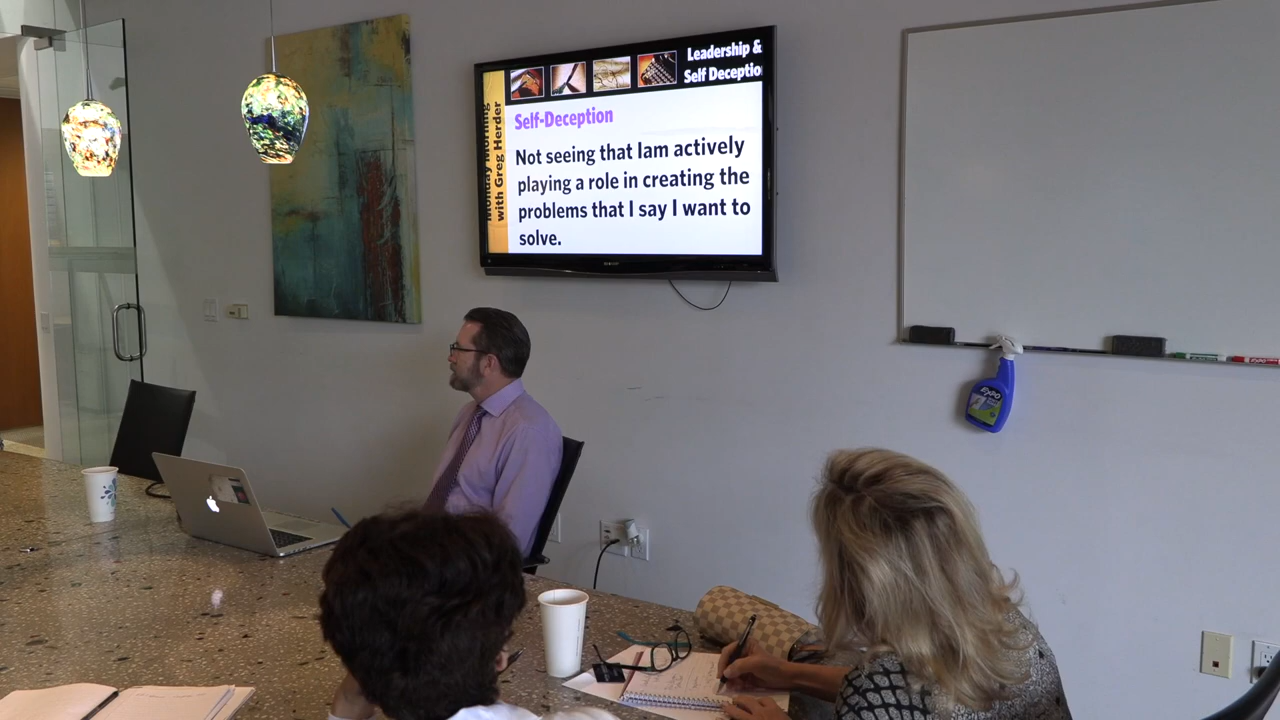 Leadership &
Self Deceptio
Monday Morning
with Greg Herder
Self-Deception
Not seeing that Iam actively
playing a role in creating the
problems that I say I want to
solve.
EXPO